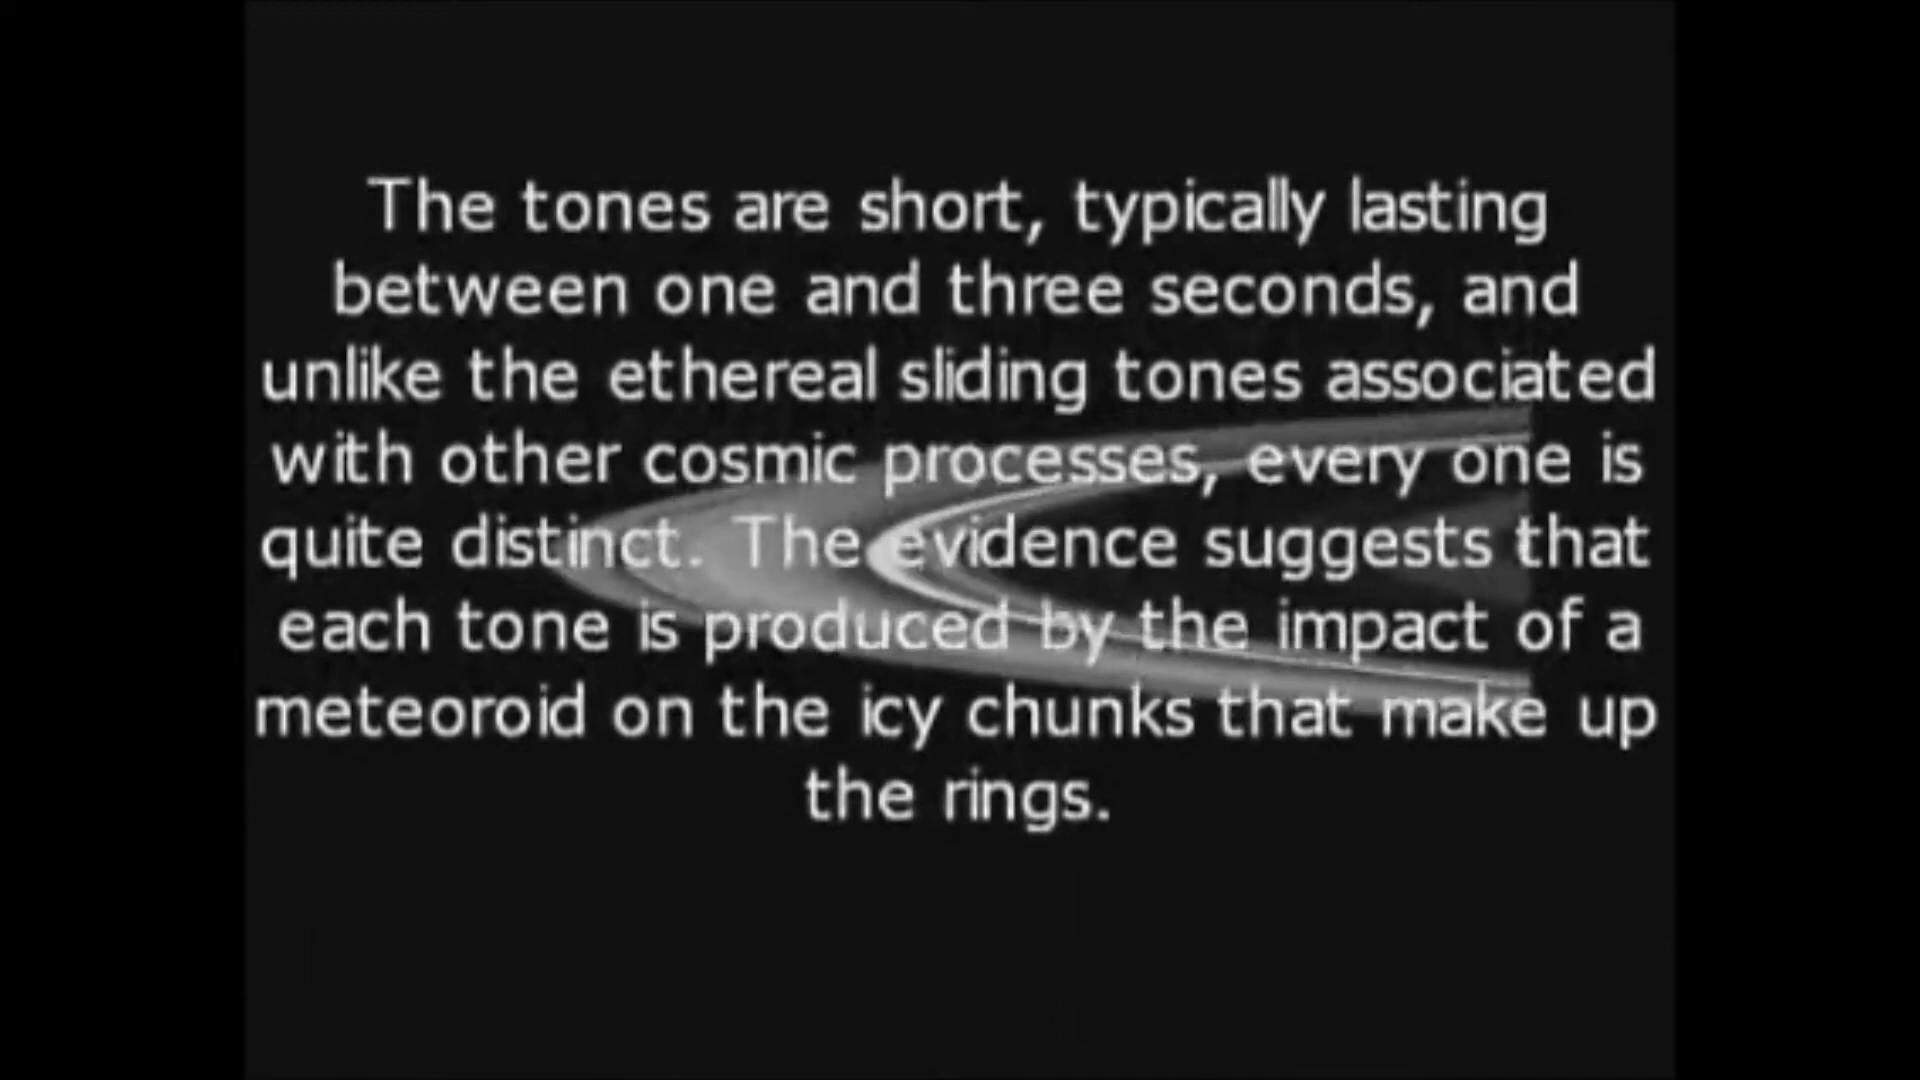 The tones are short, typically lasting
between one and three seconds, and
unlike the ethereal sliding tones associated
with other cosmic processes, every one is
quite distinct. The evidence suggests that
each tone is produced by the impact of a
meteoroid on the icy chunks that make up
the rings.